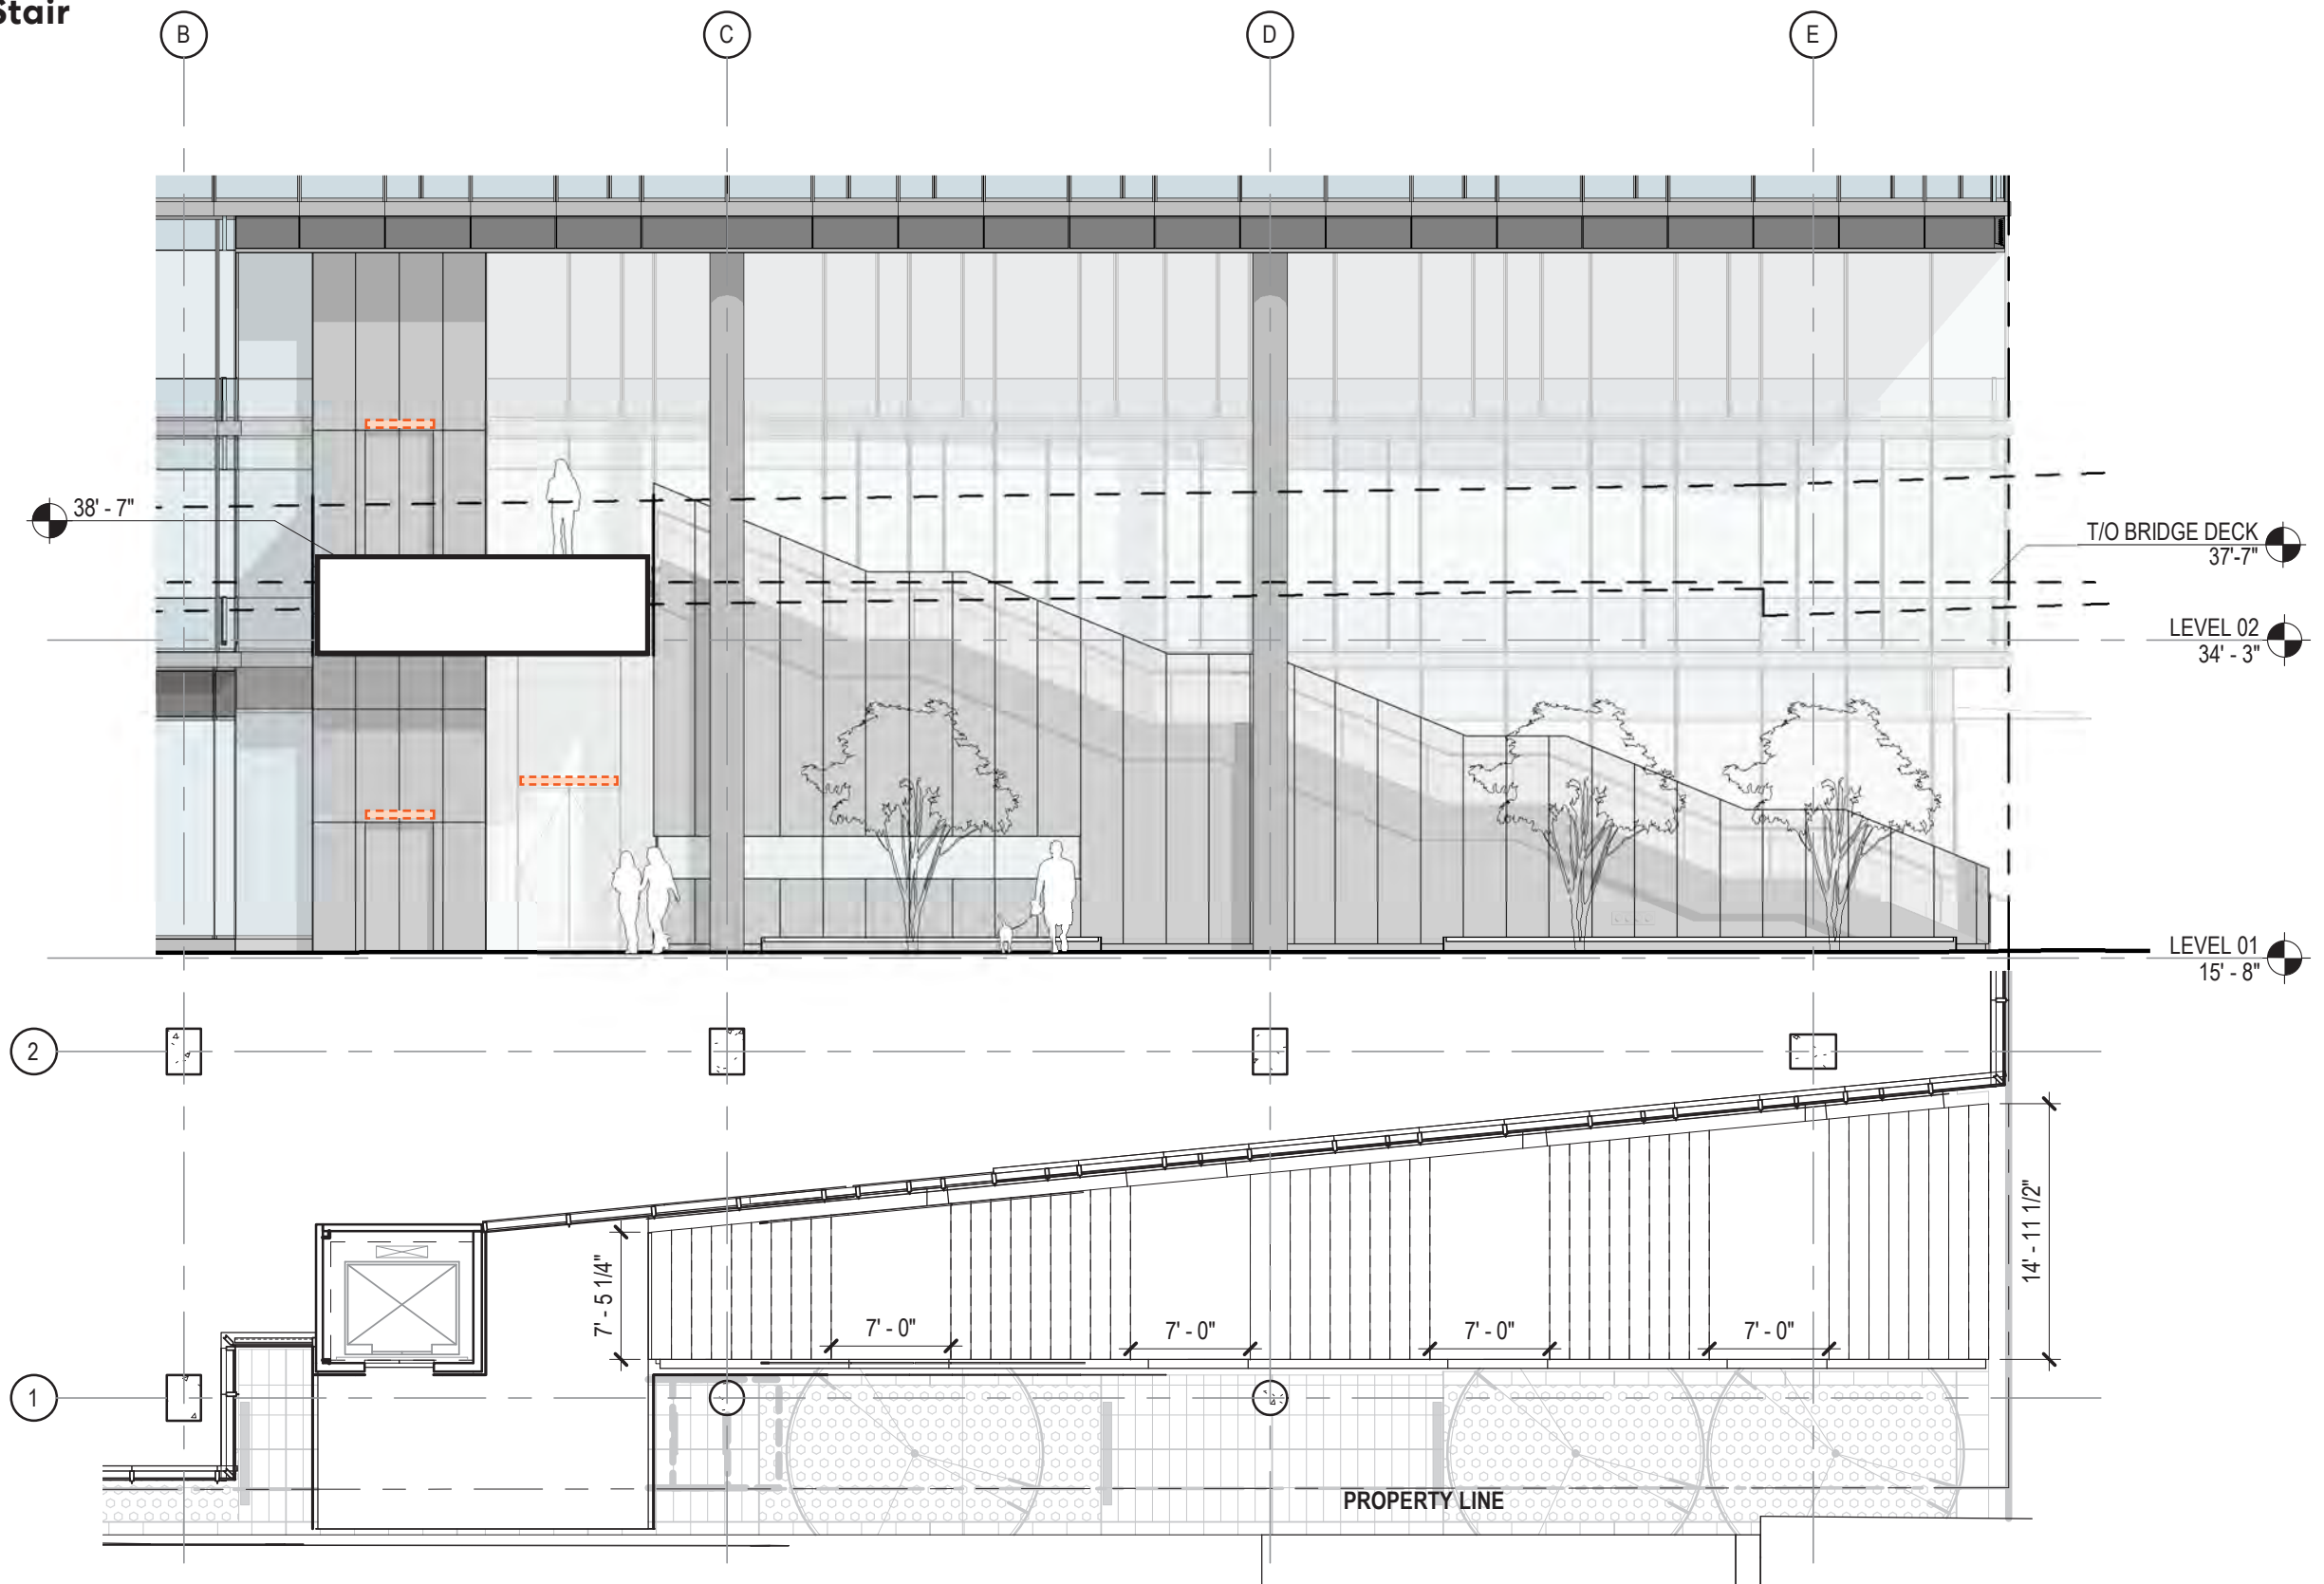 Stair
B
C
D
E
38' - 7"
T/O BRIDGE DECK
37'-7"
LEVEL 02
34' - 3"
LEVEL 01
15' - 8"
2
14' - 11 1/2"
7' - 5 1/4"
7' - 0"
7' - 0"
7' - 0"
7' - 0"
1
PROPERTY LINE